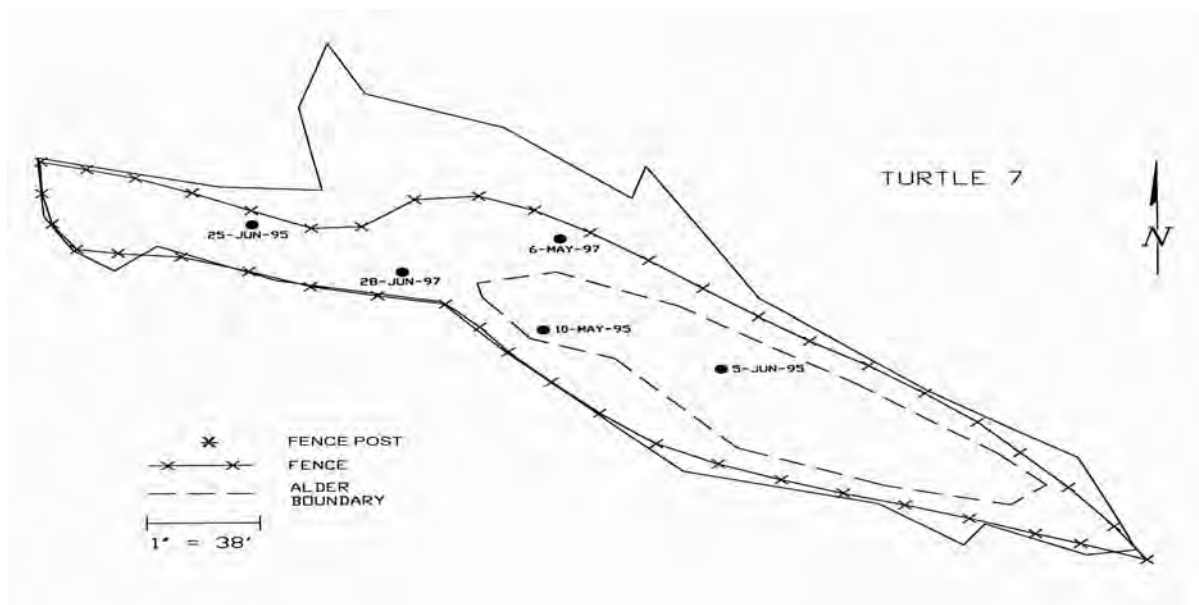 TURTLE 7
25-JUN-95
6-MAY-97
N
28-JUN-97
10-MAY-95
5-JUN-95
FENCE POST
FENCE
ALDER
BOUNDARY
1" = 38'